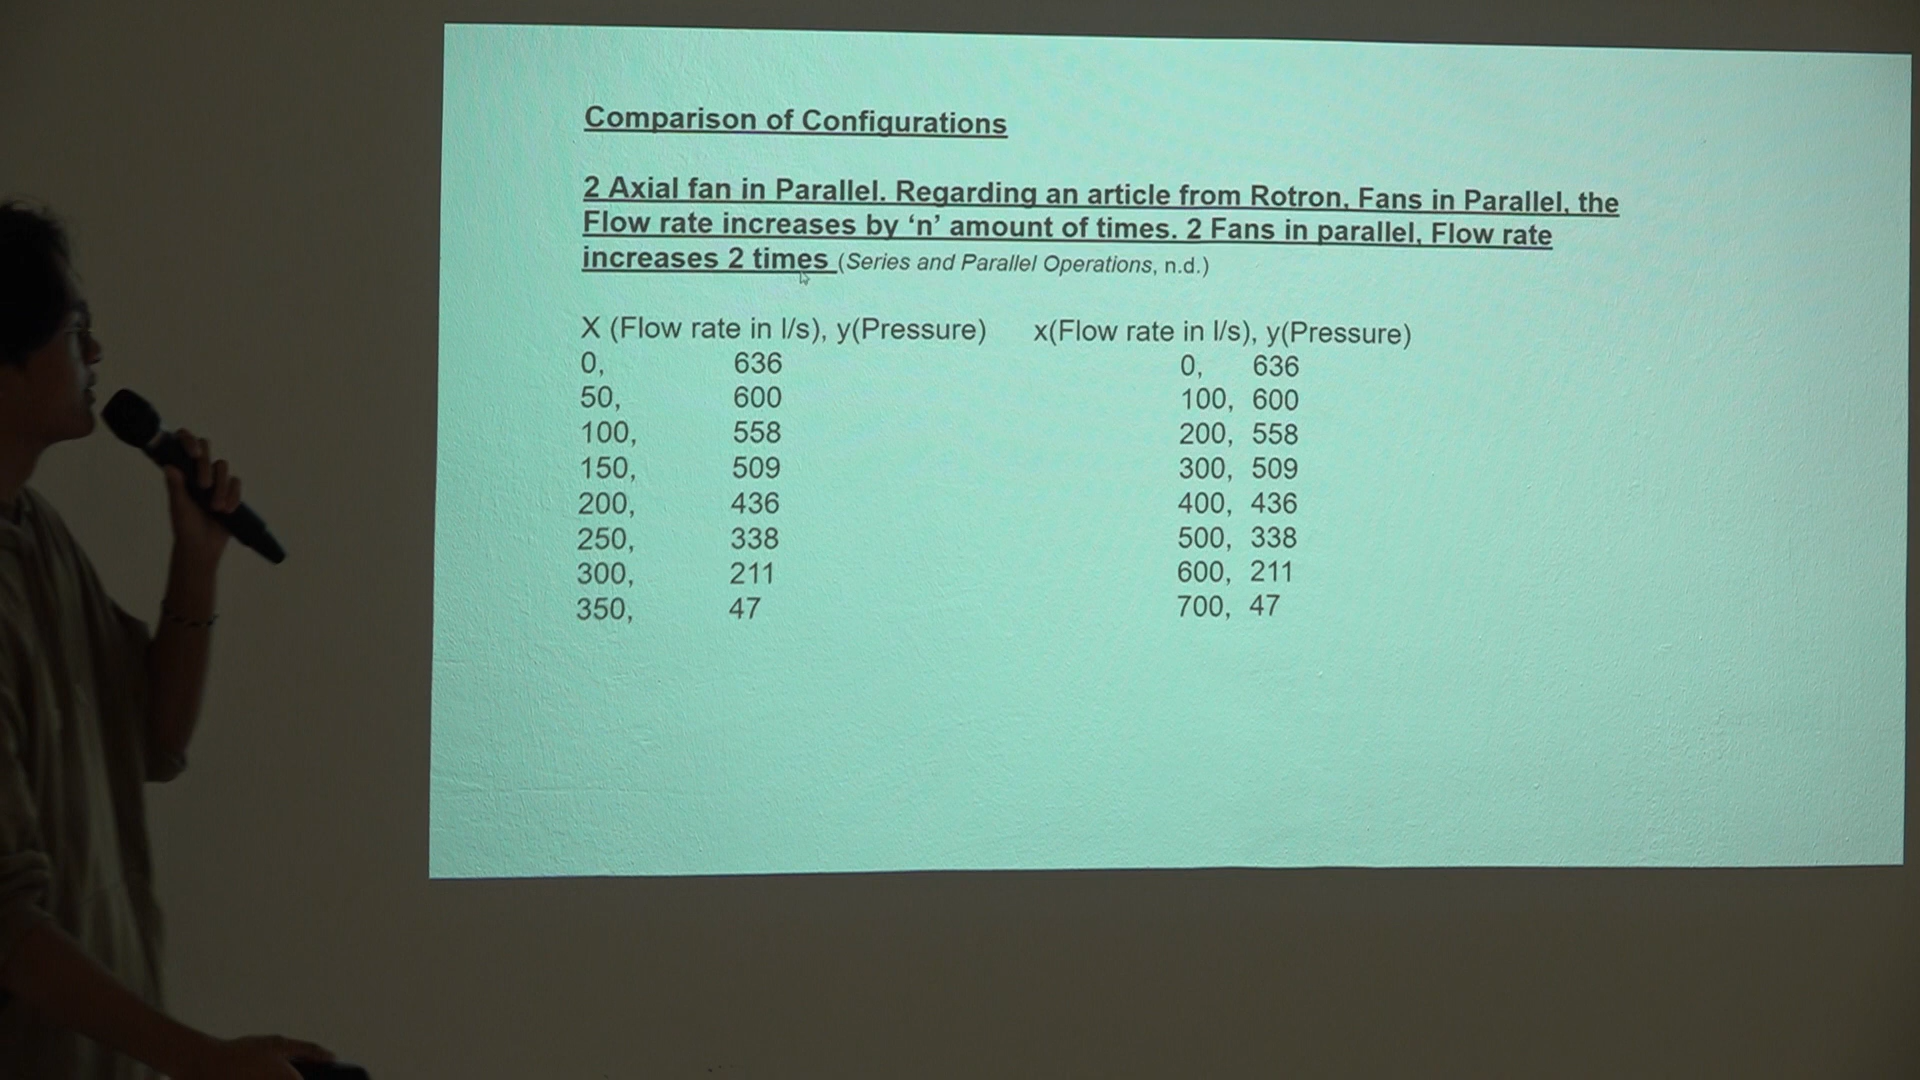 Comparison of Configurations
2 Axial fan in Parallel. Regarding an article from Rotron, Fans in Parallel, the
Flow rate increases by ‘n’ amount of times. 2 Fans in parallel, Flow rate
increases 2 times (Series and Parallel Operations, n.d.)
X (Flow rate in l/s), y(Pressure) x(Flow rate in l/s), y(Pressure)
0, 636 0, 636
50, 600 100, 600
100, 558 200, 558
150, 509 300, 509
200, 436 400, 436
250, 338 500, 338
300, 211 600, 211
350, 47 700, 47